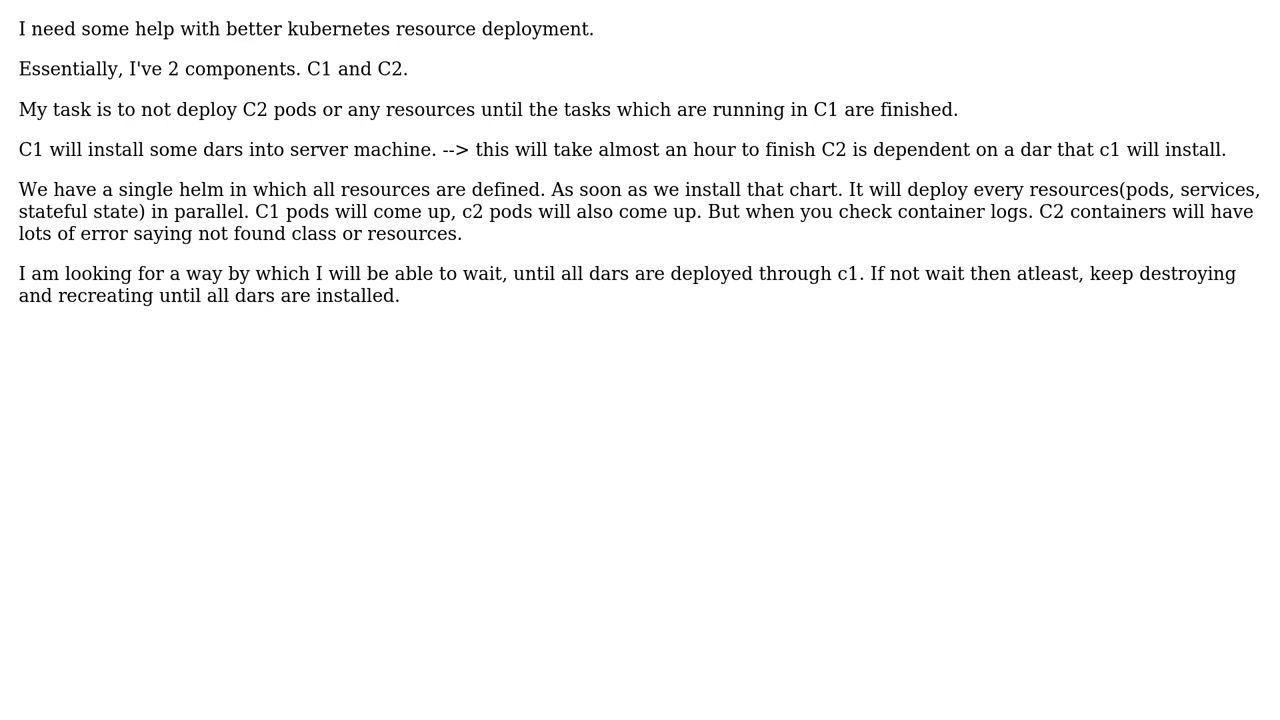 I need some help with better kubernetes resource deployment.
Essentially, I've 2 components. C1 and C2.
My task is to not deploy C2 pods or any resources until the tasks which are running in C1 are finished.
C1 will install some dars into server machine. --> this will take almost an hour to finish C2 is dependent on a dar that c1 will install.
We have a single helm in which all resources are defined. As soon as we install that chart. It will deploy every resources(pods, services,
stateful state) in parallel. C1 pods will come up, c2 pods will also come up. But when you check container logs. C2 containers will have
lots of error saying not found class or resources.
I am looking for a way by which I will be able to wait, until all dars are deployed through c1. If not wait then atleast, keep destroying
and recreating until all dars are installed.